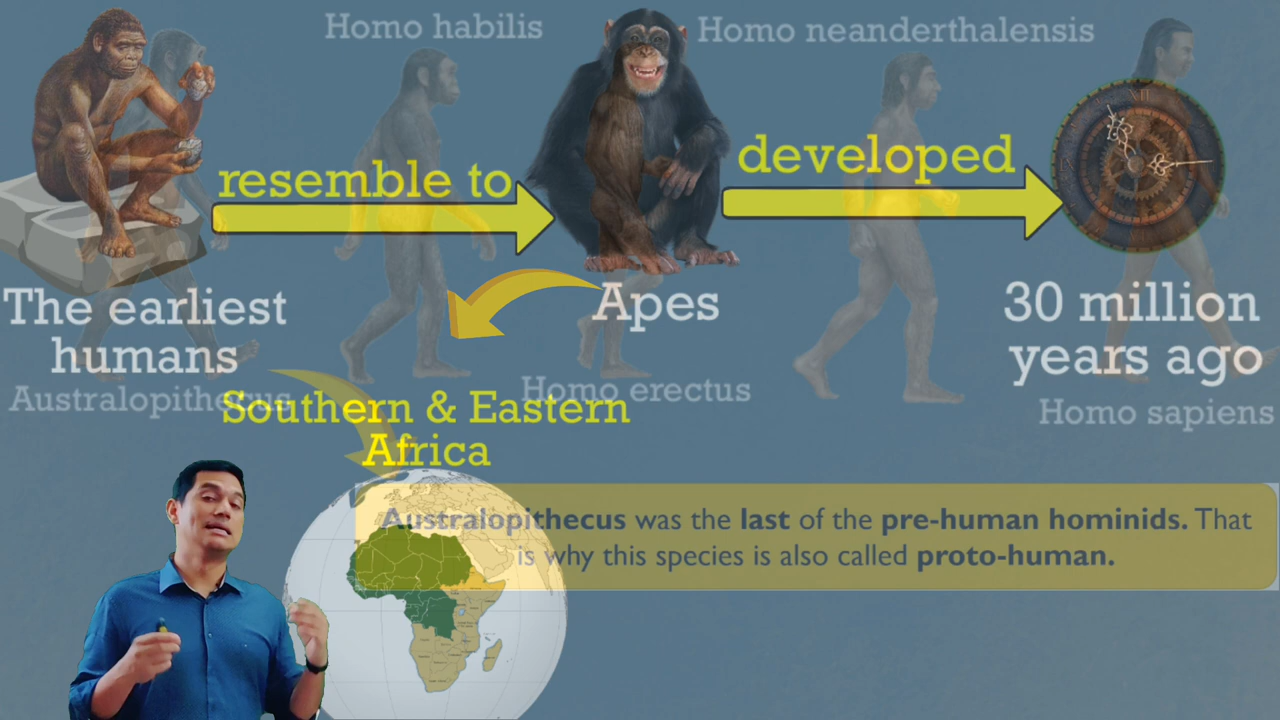 Homo habilis
Homo neanderthalensis
resemble to
developed
The earliest
humans
Apes
30 million
years ago
Australopithecus
Homo erectus
Homo sapiens
Southern & Eastern
Africa
Australopithecus was the last of the pre-human hominids. That
is why this species is also called proto-human.